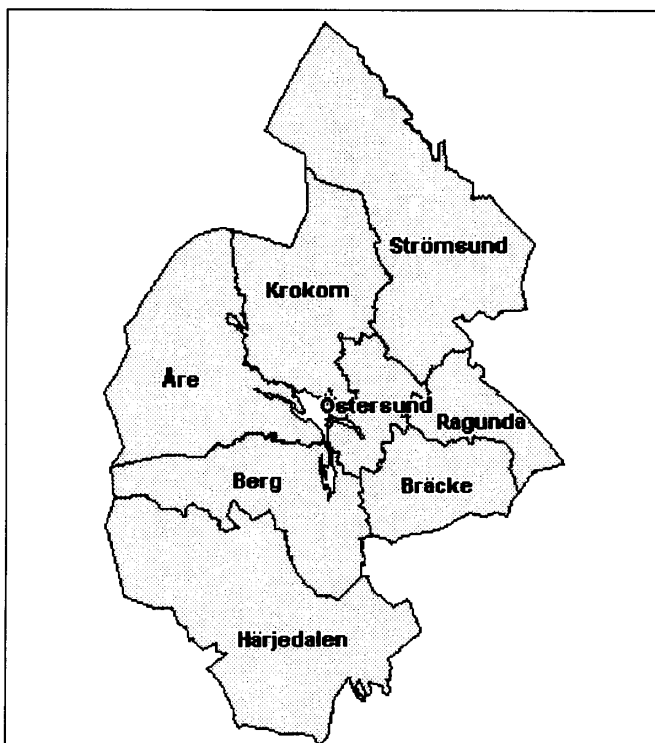 Strömsund
Krokom
Åre
Östersund
Ragunda
Berg
Bräcke
Härjedalen